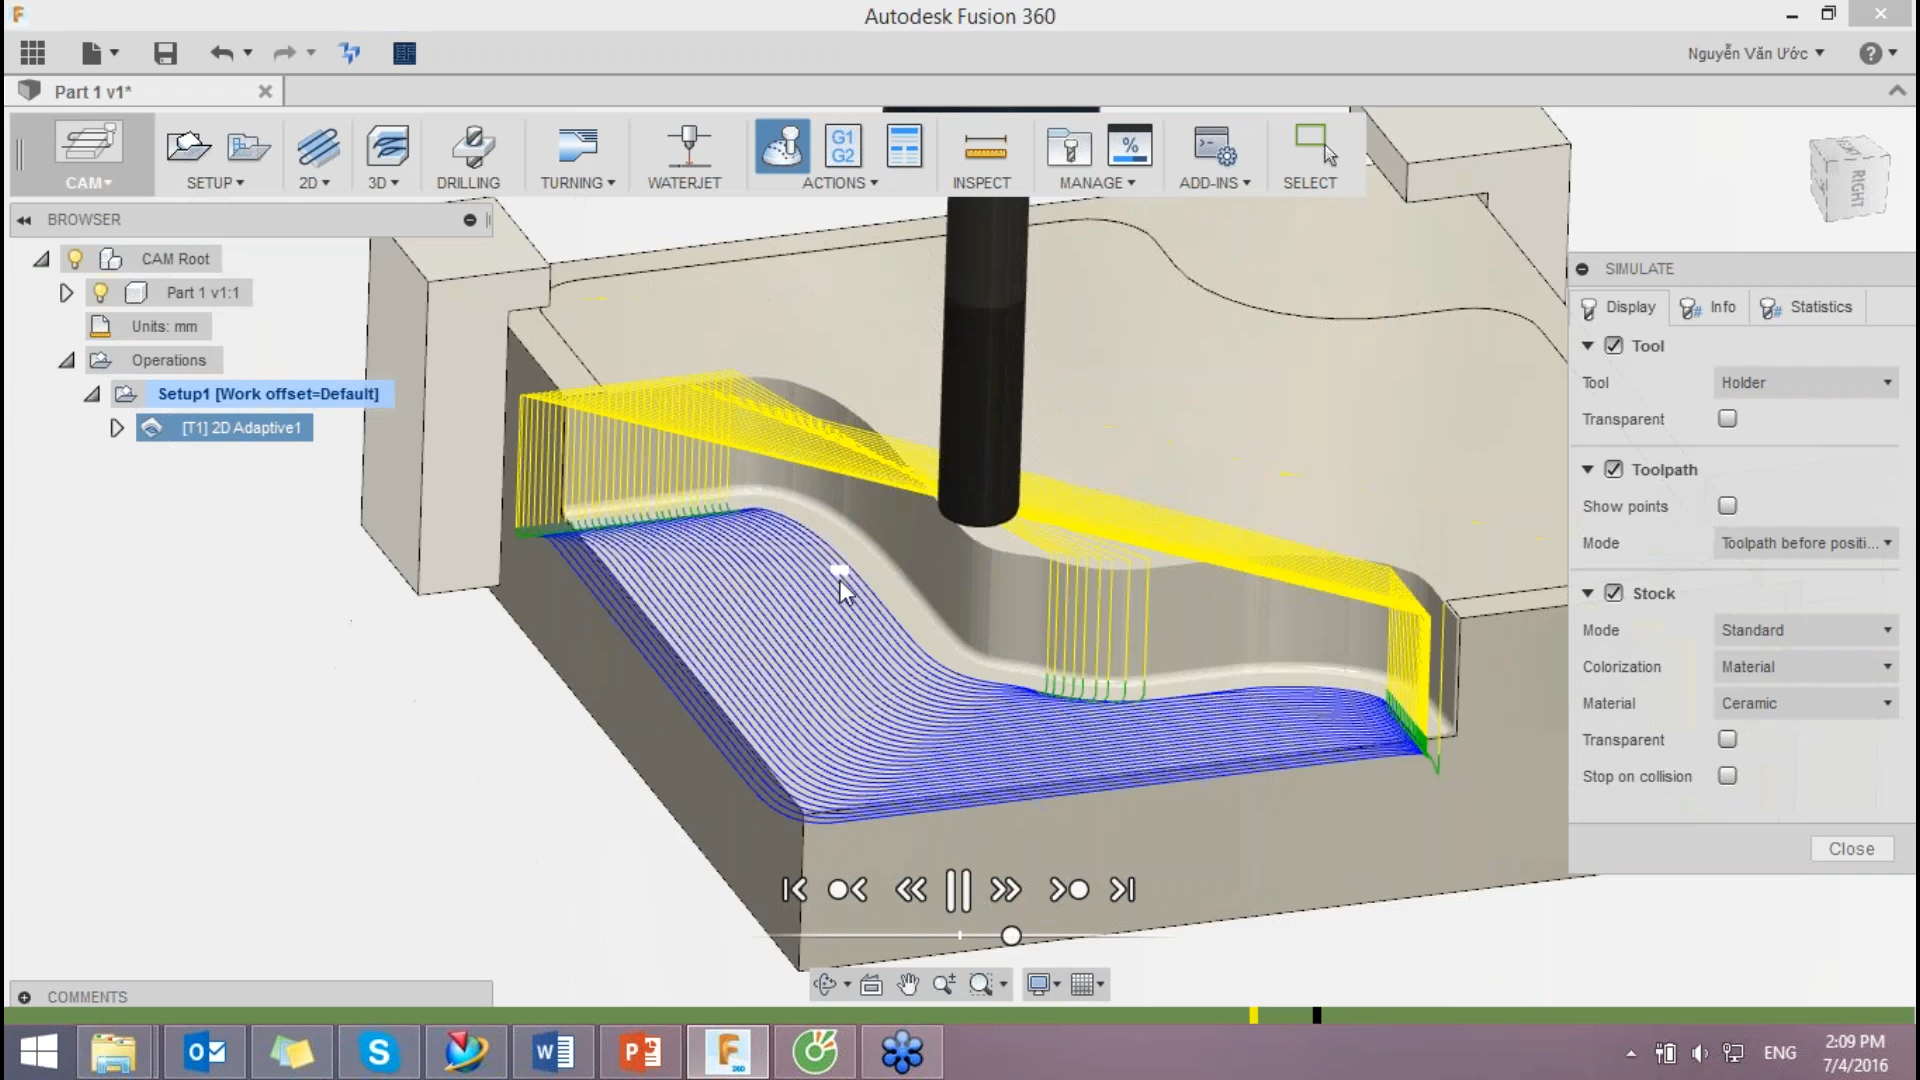 Autodesk Fusion 360
Nguyễn Văn Ước
Part 1 v1*
G1
G2
%
CAM
SETUP
2D
3D
DRILLING
TURNING
WATERJET
ACTIONS
INSPECT
MANAGE
ADD-INS
SELECT
RIGHT
BROWSER
CAM Root
Part 1 v1:1
Units: mm
Operations
Setup1 [Work offset=Default]
[T1] 2D Adaptive1
SIMULATE
Display
Info
Statistics
Tool
Tool
Holder
Transparent
Toolpath
Show points
Mode
Toolpath before positi...
Stock
Mode
Standard
Colorization
Material
Material
Ceramic
Transparent
Stop on collision
Close
COMMENTS
ENG
2:09 PM
7/4/2016